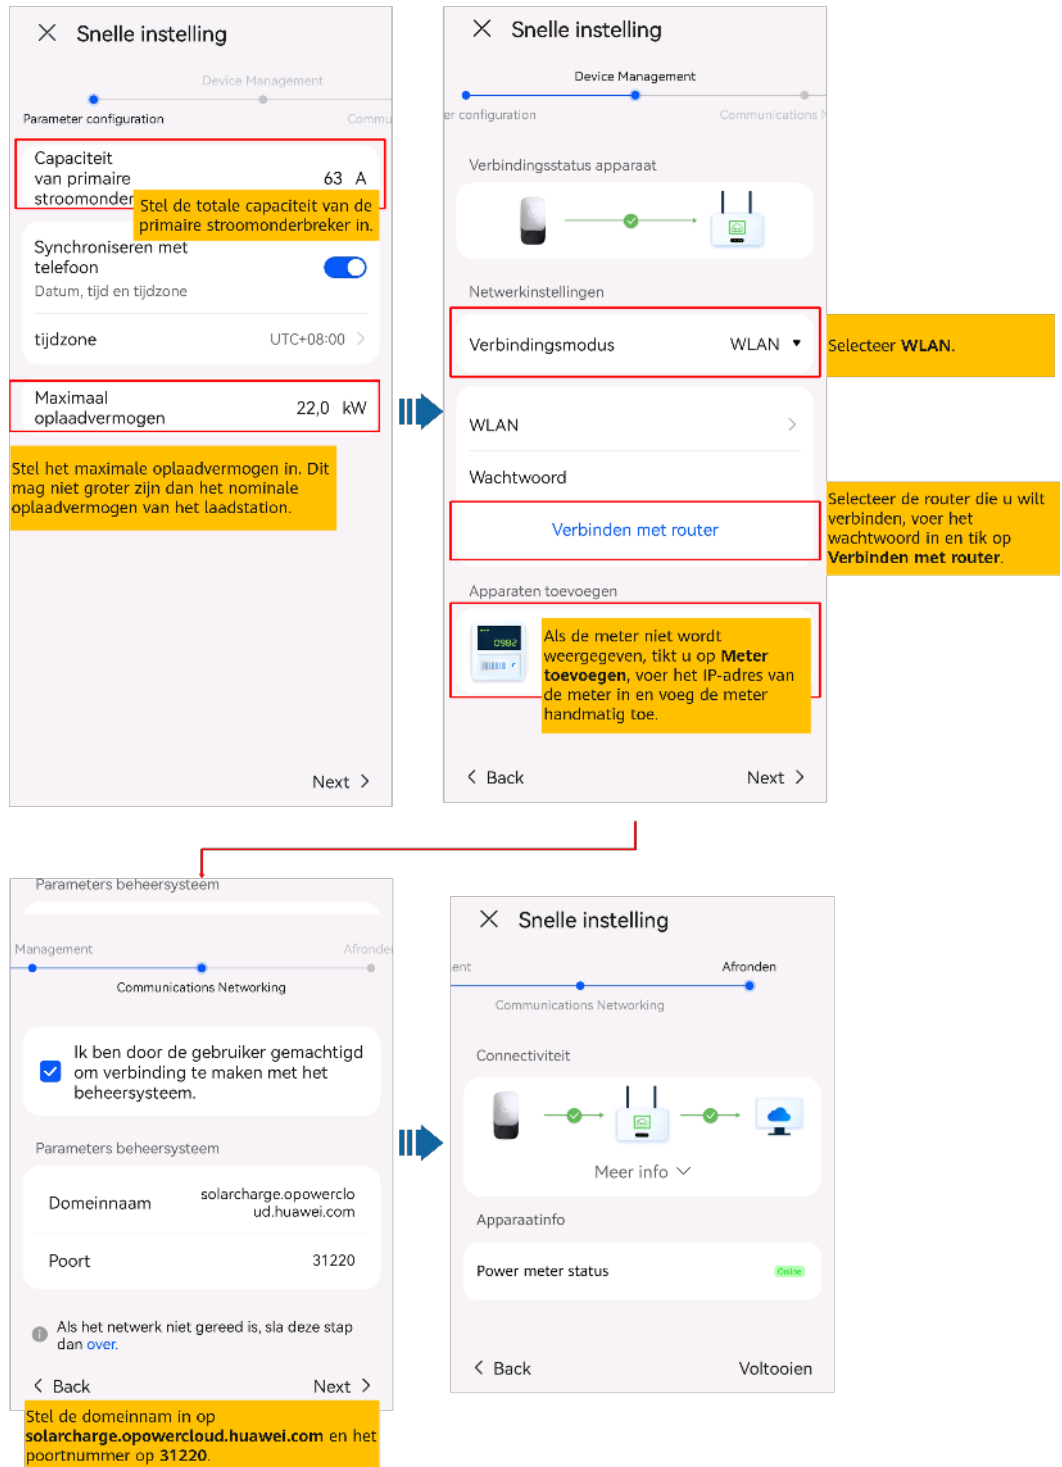 Snelle instelling
Device Management
Parameter configuration
Commu
Capaciteit
van primaire
stroomonder
63 A
Stel de totale capaciteit van de
primaire stroomonderbreker in.
Synchroniseren met
telefoon
Datum, tijd en tijdzone
tijdzone
UTC+08:00
Maximaal
oplaadvermogen
22,0 kW
Stel het maximale oplaadvermogen in. Dit
mag niet groter zijn dan het nominale
oplaadvermogen van het laadstation.
Next
Snelle instelling
Device Management
er configuration
Communications N
Verbindingsstatus apparaat
Netwerkinstellingen
Verbindingsmodus
WLAN
Selecteer WLAN.
WLAN
Wachtwoord
Verbinden met router
Selecteer de router die u wilt
verbinden, voer het
wachtwoord in en tik op
Verbinden met router.
Apparaten toevoegen
0982
Als de meter niet wordt
weergegeven, tikt u op Meter
toevoegen, voer het IP-adres van
de meter in en voeg de meter
handmatig toe.
Back
Next
Parameters beheersysteem
Management
Afronde
Communications Networking
Ik ben door de gebruiker gemachtigd
om verbinding te maken met het
beheersysteem.
Parameters beheersysteem
Domeinnaam
solarcharge.opowerclo
ud.huawei.com
Poort
31220
Als het netwerk niet gereed is, sla deze stap
dan over.
Back
Next
Stel de domeinnam in op
solarcharge.opowercloud.huawei.com en het
poortnummer op 31220.
Snelle instelling
ent
Afronden
Communications Networking
Connectiviteit
Meer info
Apparaatinfo
Power meter status
Online
Back
Voltooien